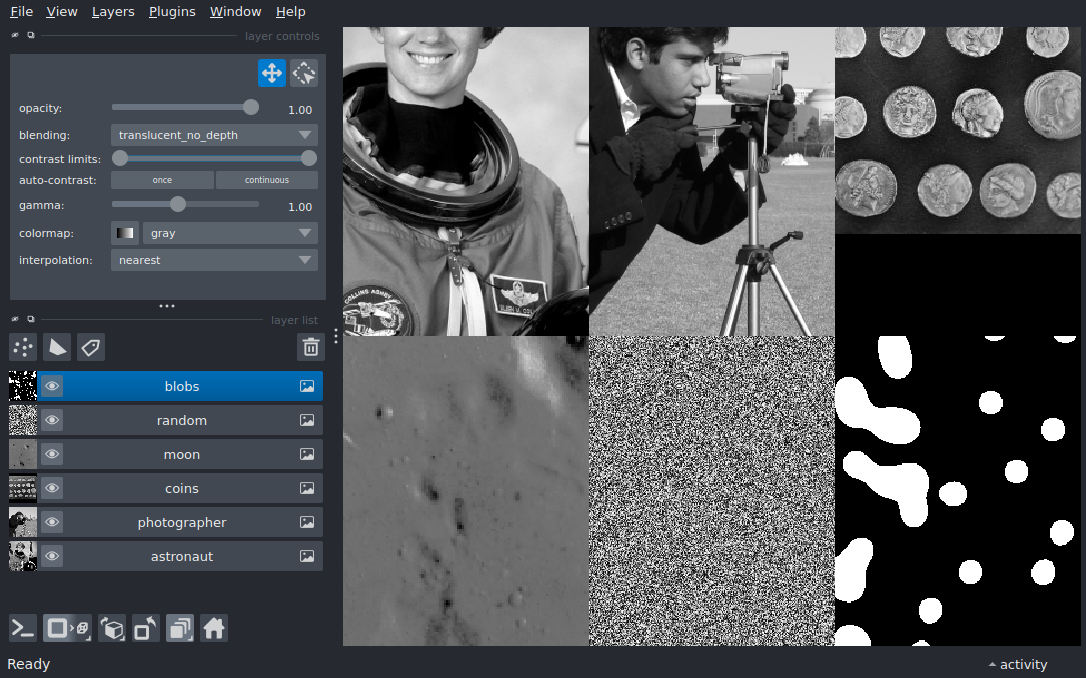 File View Layers Plugins Window Help
layer controls
opacity: 1.00
blending: translucent_no_depth
contrast limits:
auto-contrast: once continuous
gamma: 1.00
colormap: gray
interpolation: nearest
layer list
blobs
random
moon
coins
photographer
astronaut
Ready
activity